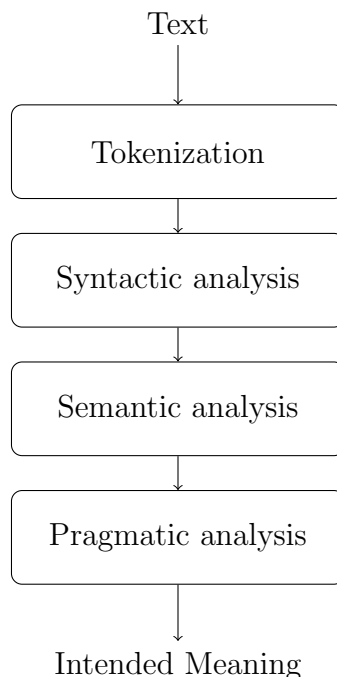 Text
Tokenization
Syntactic analysis
Semantic analysis
Pragmatic analysis
Intended Meaning